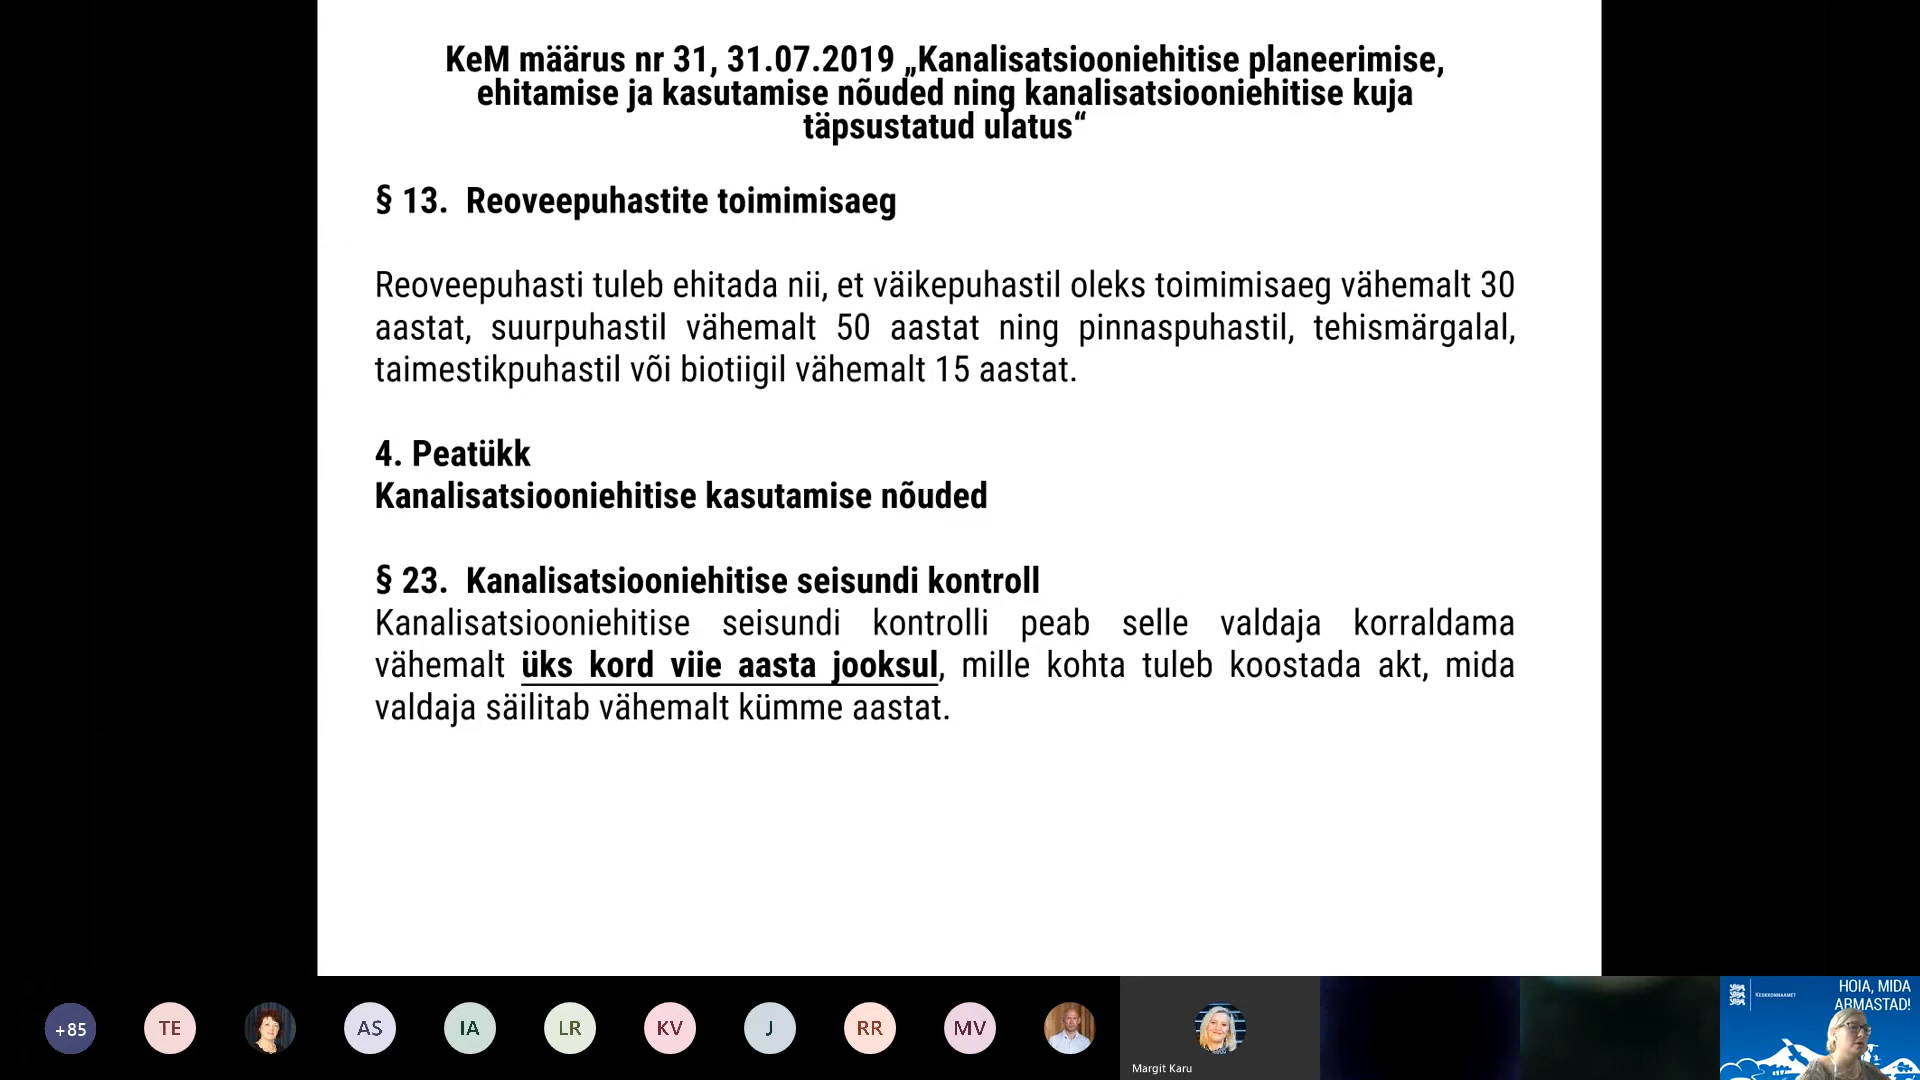 KeM määrus nr 31, 31.07.2019 „Kanalisatsiooniehitise planeerimise,
ehitamise ja kasutamise nõuded ning kanalisatsiooniehitise kuja
täpsustatud ulatus“
§ 13. Reoveepuhastite toimimisaeg
Reoveepuhasti tuleb ehitada nii, et väikepuhastil oleks toimimisaeg vähemalt 30
aastat, suurpuhastil vähemalt 50 aastat ning pinnaspuhastil, tehismärgalal,
taimestikpuhastil või biotiigil vähemalt 15 aastat.
4. Peatükk
Kanalisatsiooniehitise kasutamise nõuded
§ 23. Kanalisatsiooniehitise seisundi kontroll
Kanalisatsiooniehitise seisundi kontrolli peab selle valdaja korraldama
vähemalt üks kord viie aasta jooksul, mille kohta tuleb koostada akt, mida
valdaja säilitab vähemalt kümme aastat.
+85
TE
AS
IA
LR
KV
J
RR
MV
Margit Karu
KESKKONNAAMET
HOIA, MIDA
ARMASTAD!